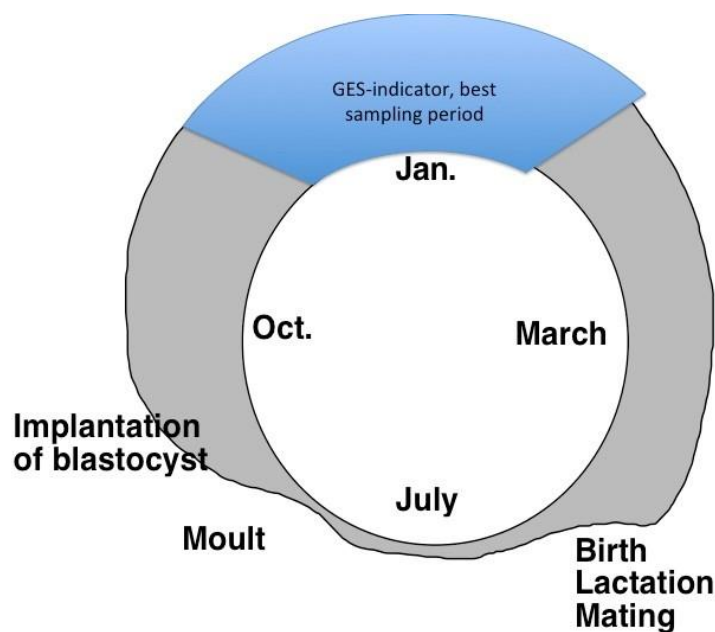 GES-indicator, best
sampling period
Jan.
Oct.
March
Implantation
of blastocyst
July
Moult
Birth
Lactation
Mating